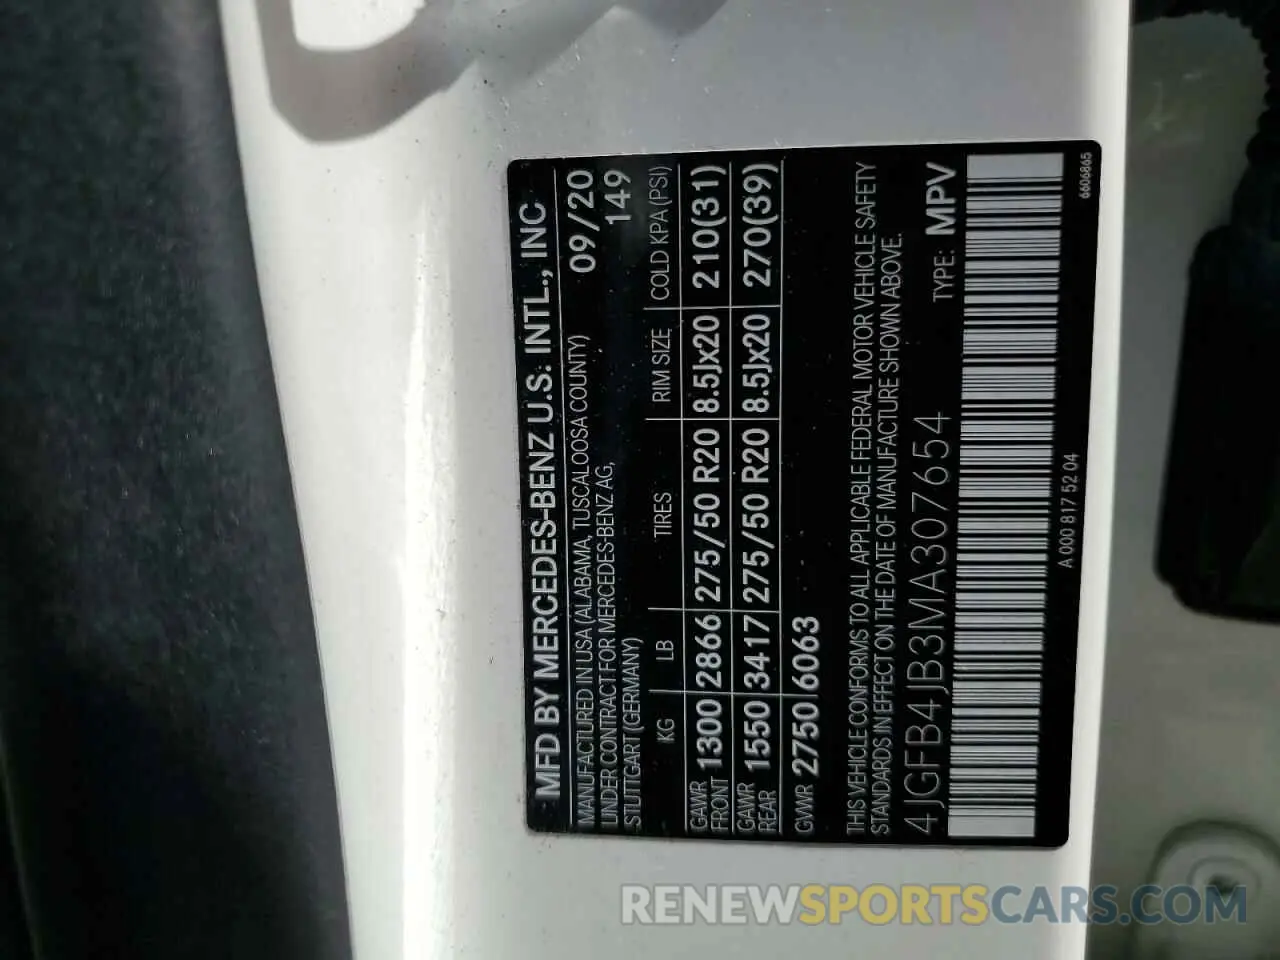 MFD BY MERCEDES-BENZ U.S. INTL., INC
MANUFACTURED IN USA (ALABAMA, TUSCALOOSA COUNTY) 09/20
UNDER CONTRACT FOR MERCEDES-BENZ AG, 149
STUTTGART (GERMANY)
KG LB TIRES RIM SIZE COLD KPA (PSI)
GAWR FRONT 1300 2866 275/50 R20 8.5Jx20 210(31)
GAWR REAR 1550 3417 275/50 R20 8.5Jx20 270(39)
GVWR 2750 6063
THIS VEHICLE CONFORMS TO ALL APPLICABLE FEDERAL MOTOR VEHICLE SAFETY
STANDARDS IN EFFECT ON THE DATE OF MANUFACTURE SHOWN ABOVE.
4JGFB4JB3MA307654 TYPE: MPV
A 000 817 52 04 6606865
RENEWSPORTSCARS.COM